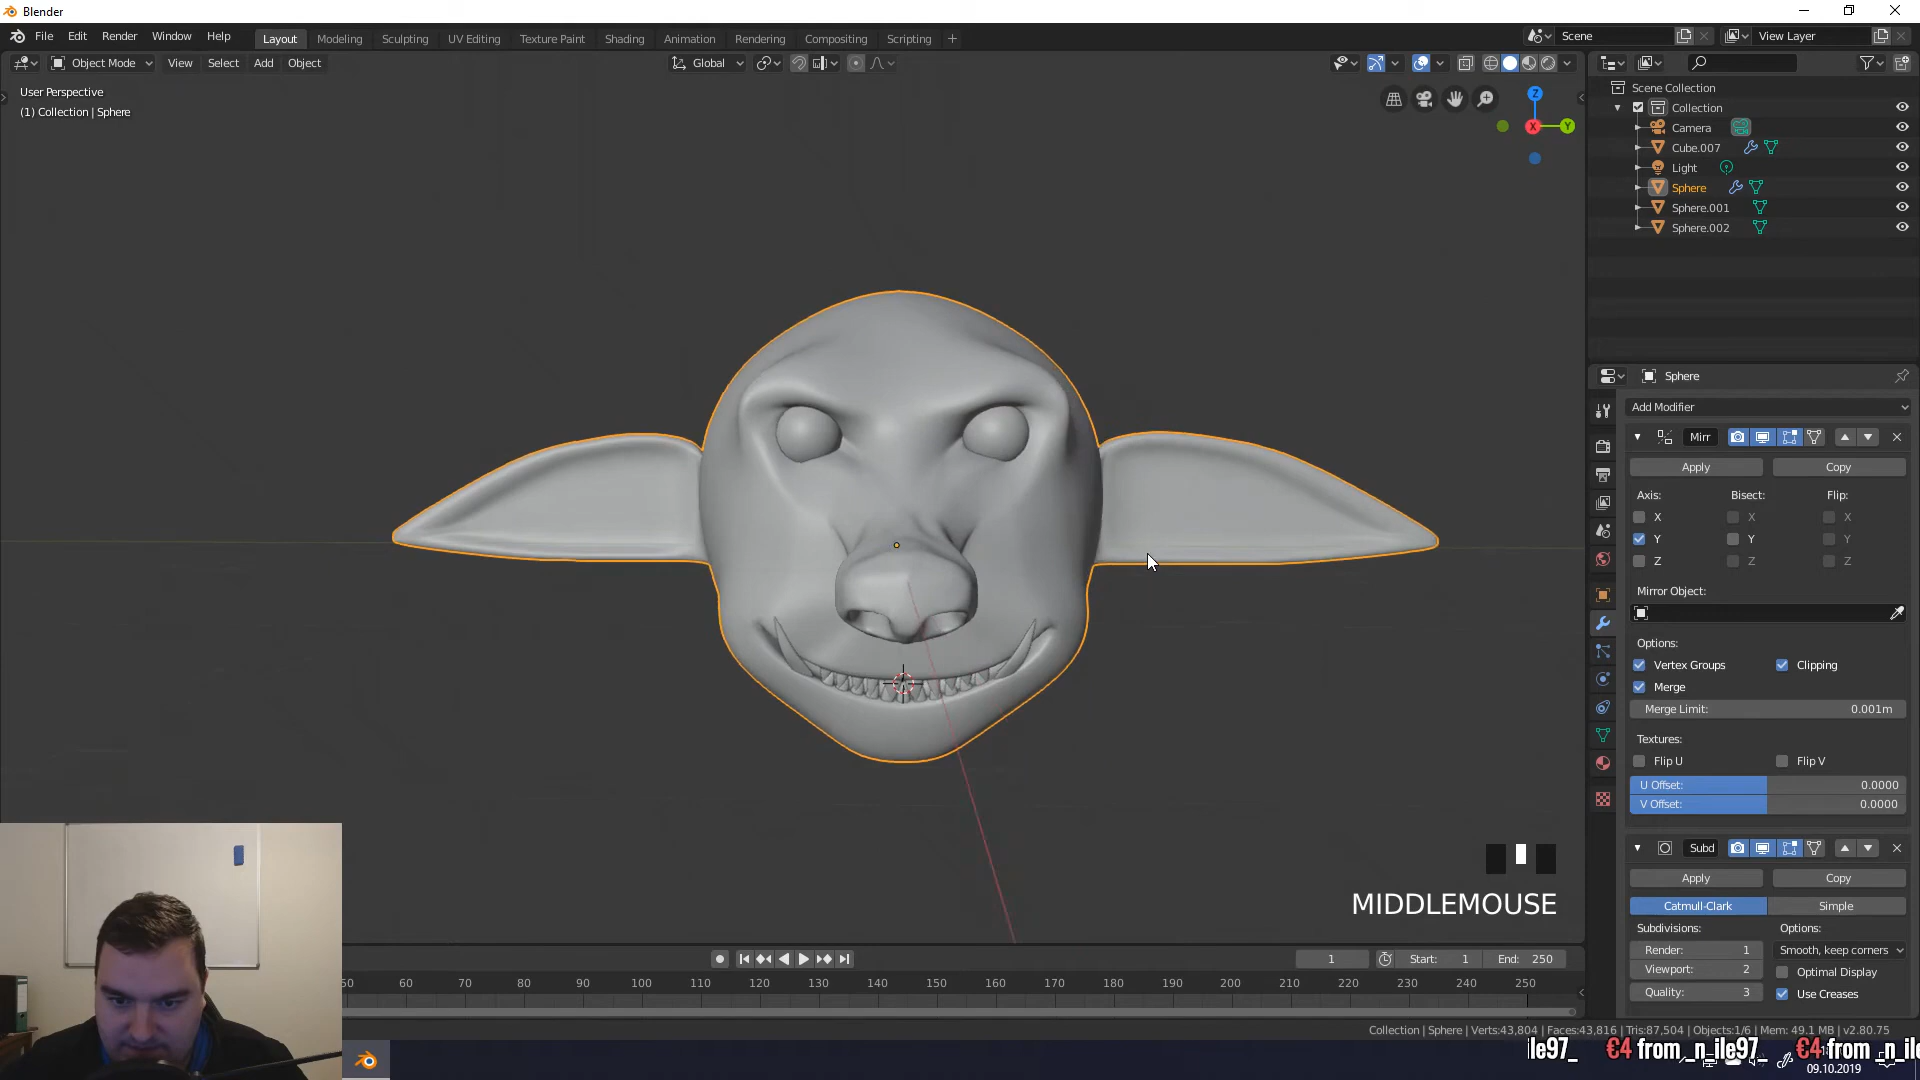 Blender
File Edit Render Window Help
Layout Modeling Sculpting UV Editing Texture Paint Shading Animation Rendering Compositing Scripting +
Scene
View Layer
Object Mode View Select Add Object
Global
User Perspective
(1) Collection | Sphere
Z
X
Y
Scene Collection
Collection
Camera
Cube.007
Light
Sphere
Sphere.001
Sphere.002
Sphere
Add Modifier
Mirr
Apply Copy
Axis: Bisect: Flip:
X X X
Y Y Y
Z Z Z
Mirror Object:
Options:
Vertex Groups Clipping
Merge
Merge Limit: 0.001m
Textures:
Flip U Flip V
U Offset: 0.0000
V Offset: 0.0000
Subd
Apply Copy
Catmull-Clark Simple
Subdivisions: Options:
Render: 1 Smooth, keep corners
Viewport: 2 Optimal Display
Quality: 3 Use Creases
MIDDLEMOUSE
1 Start: 1 End: 250
50 60 70 80 90 100 110 120 130 140 150 160 170 180 190 200 210 220 230 240 250
Collection | Sphere | Verts:43,804 | Faces:43,816 | Tris:87,504 | Objects:1/6 | Mem: 49.1 MB | v2.80.75
ile97_ €4 from _n_ile97_ €4 from _n_ile
09.10.2019